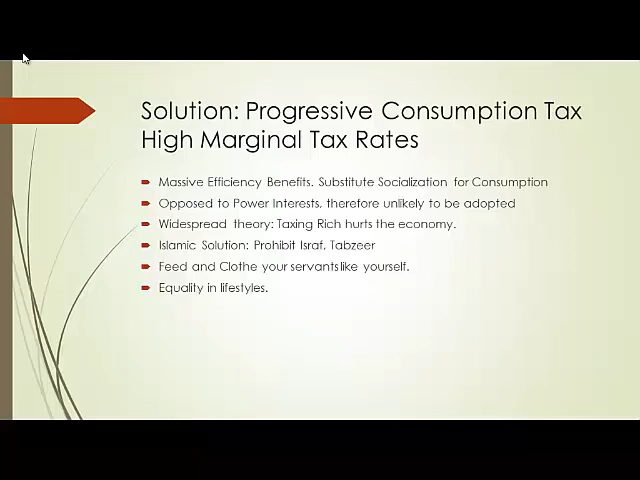 Solution: Progressive Consumption Tax
High Marginal Tax Rates
Massive Efficiency Benefits. Substitute Socialization for Consumption
Opposed to Power Interests, therefore unlikely to be adopted
Widespread theory: Taxing Rich hurts the economy.
Islamic Solution: Prohibit Israf, Tabzeer
Feed and Clothe your servants like yourself.
Equality in lifestyles.